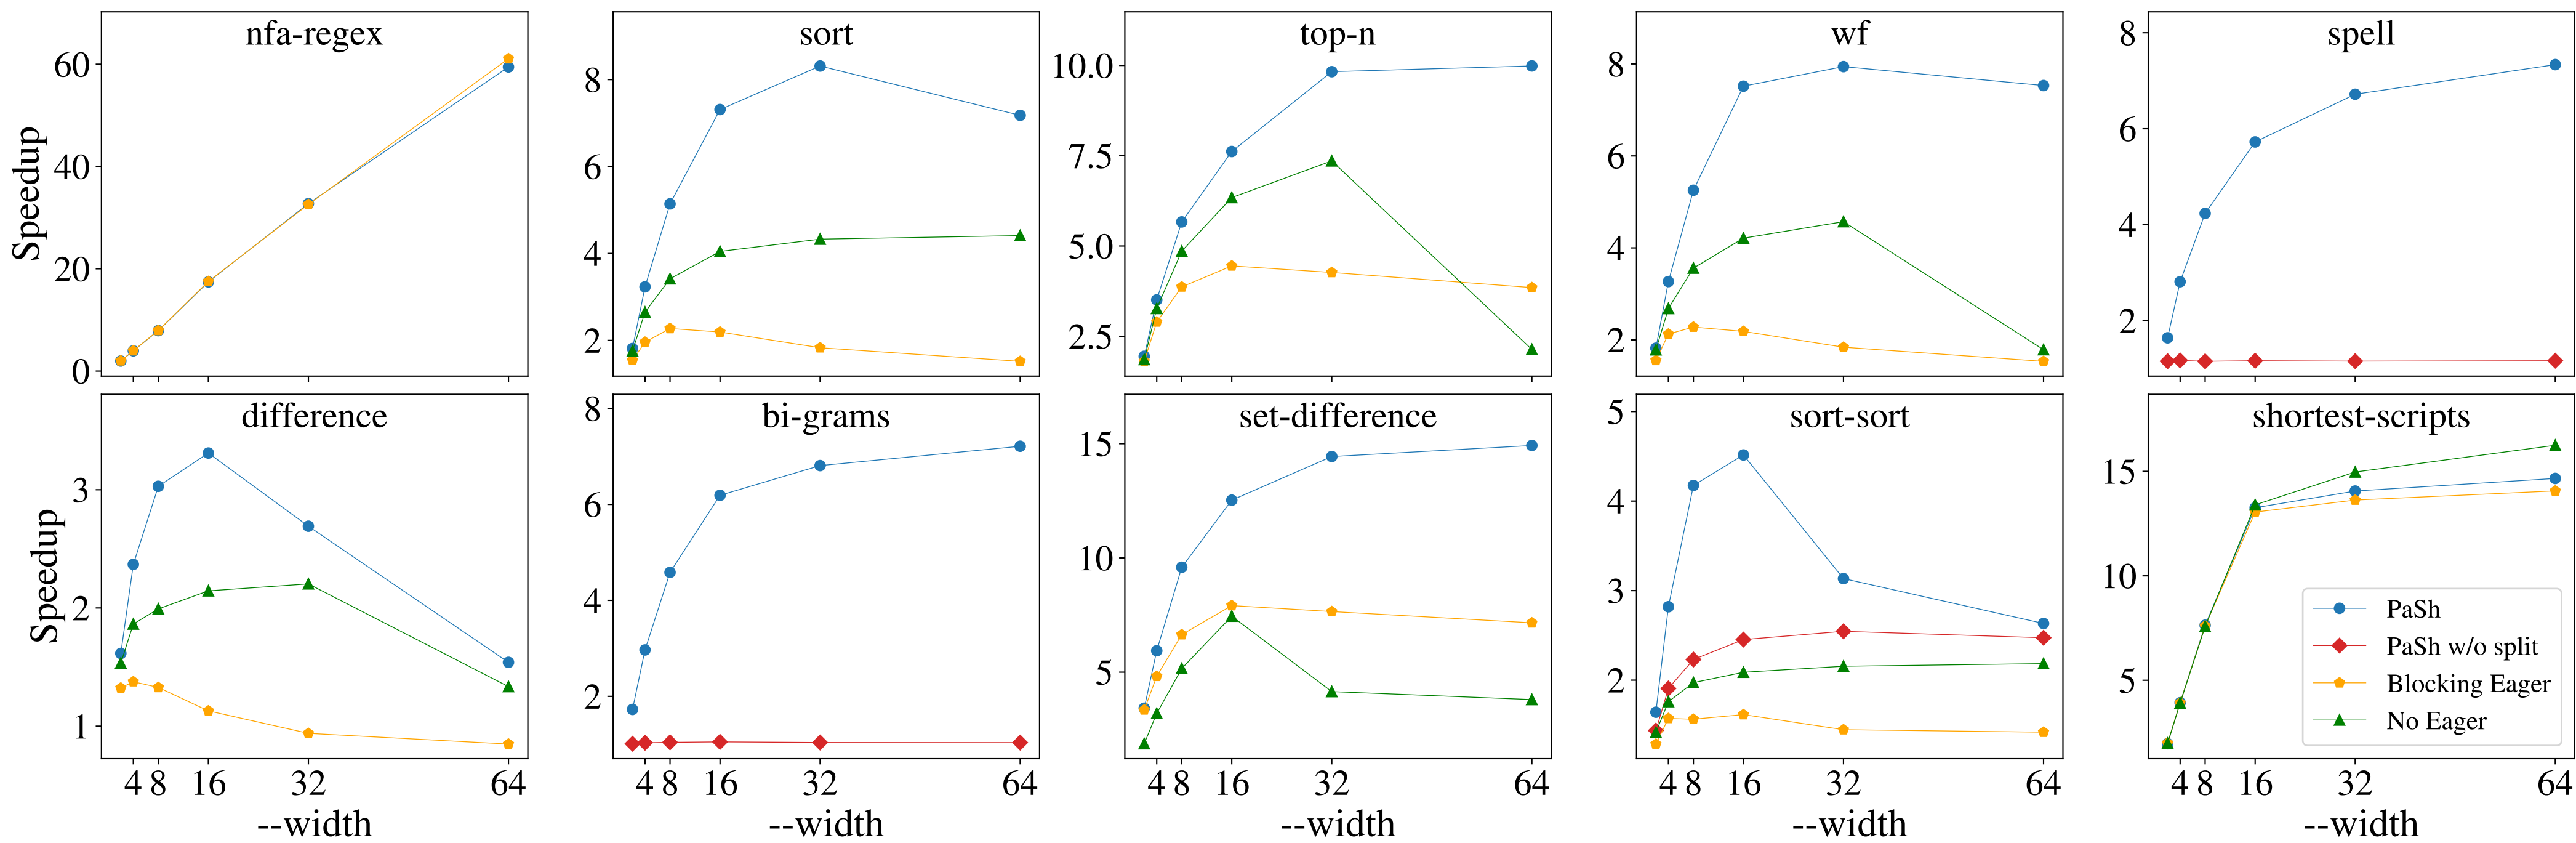 nfa-regex
Speedup
60
40
20
0
sort
8
6
4
2
top-n
10.0
7.5
5.0
2.5
wf
8
6
4
2
spell
8
6
4
2
difference
Speedup
3
2
1
4 8 16 32 64
--width
bi-grams
8
6
4
2
4 8 16 32 64
--width
set-difference
15
10
5
4 8 16 32 64
--width
sort-sort
5
4
3
2
4 8 16 32 64
--width
shortest-scripts
15
10
5
PaSh
PaSh w/o split
Blocking Eager
No Eager
4 8 16 32 64
--width